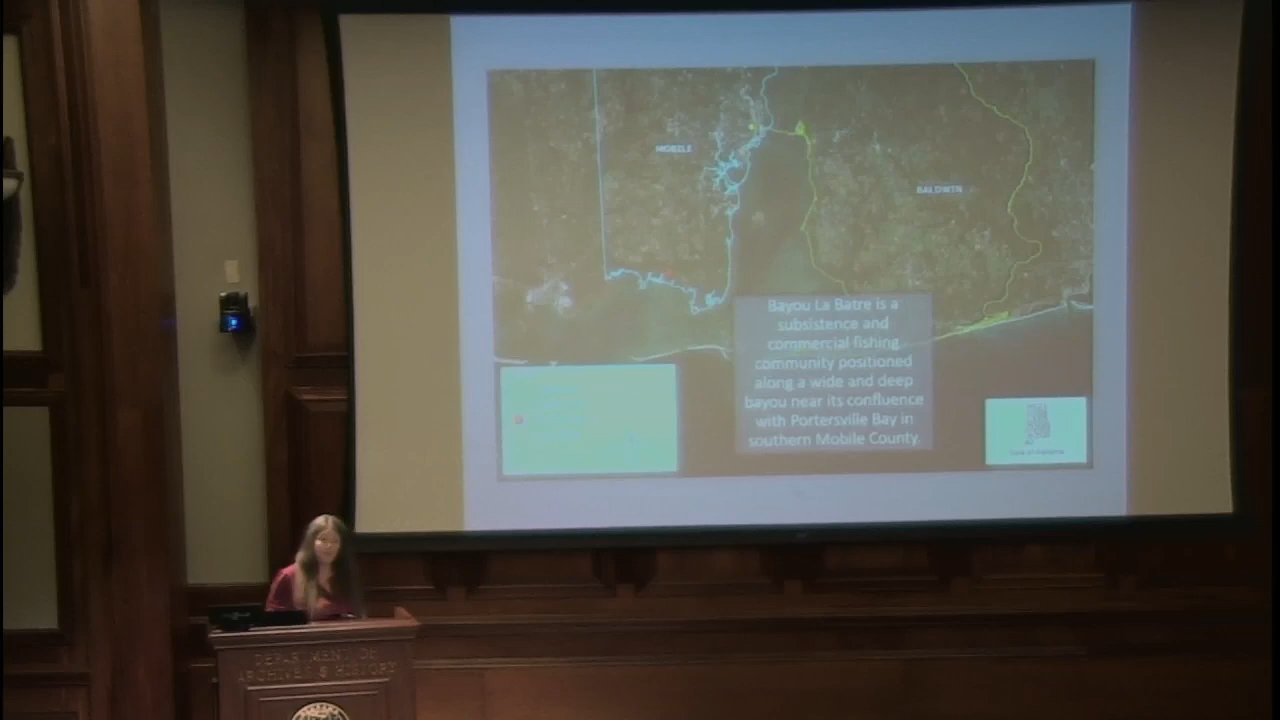 MOBILE
BALDWIN
Bayou La Batre is a
subsistence and
commercial fishing
community positioned
along a wide and deep
bayou near its confluence
with Portersville Bay in
southern Mobile County.
DEPARTMENT OF
ARCHIVES & HISTORY